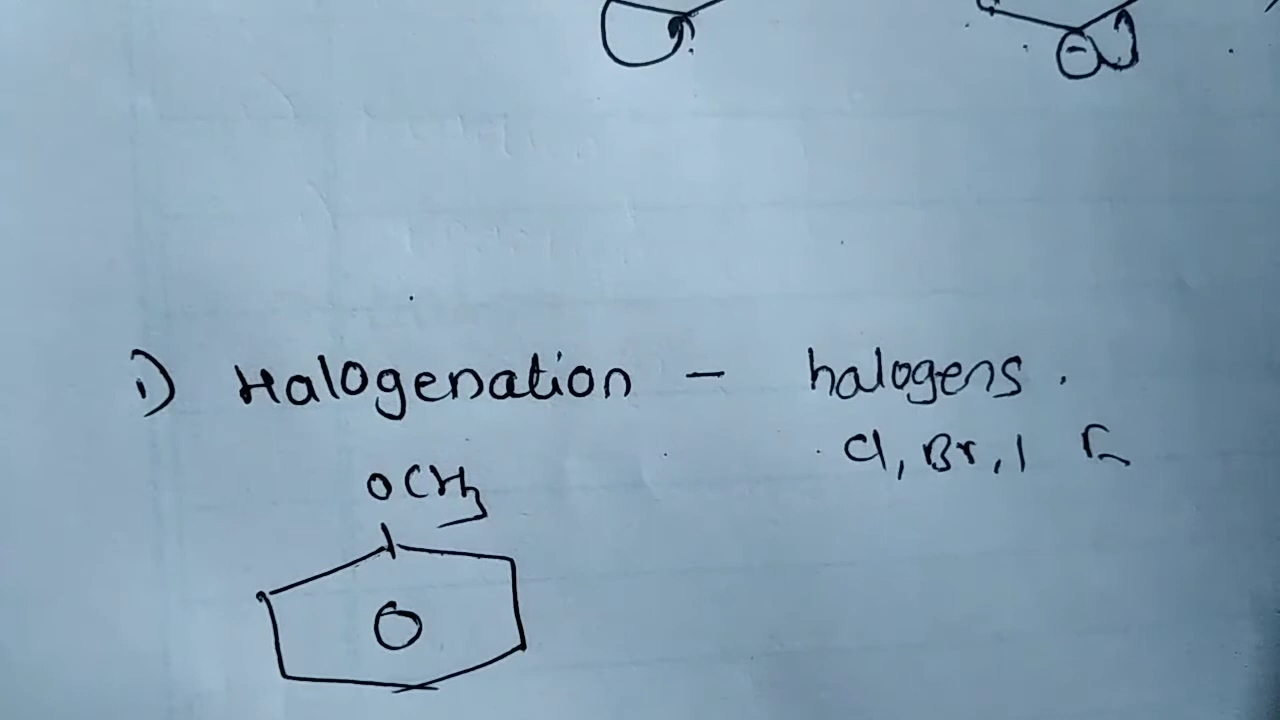 i) Halogenation - halogens.
Cl, Br, I F
OCH3